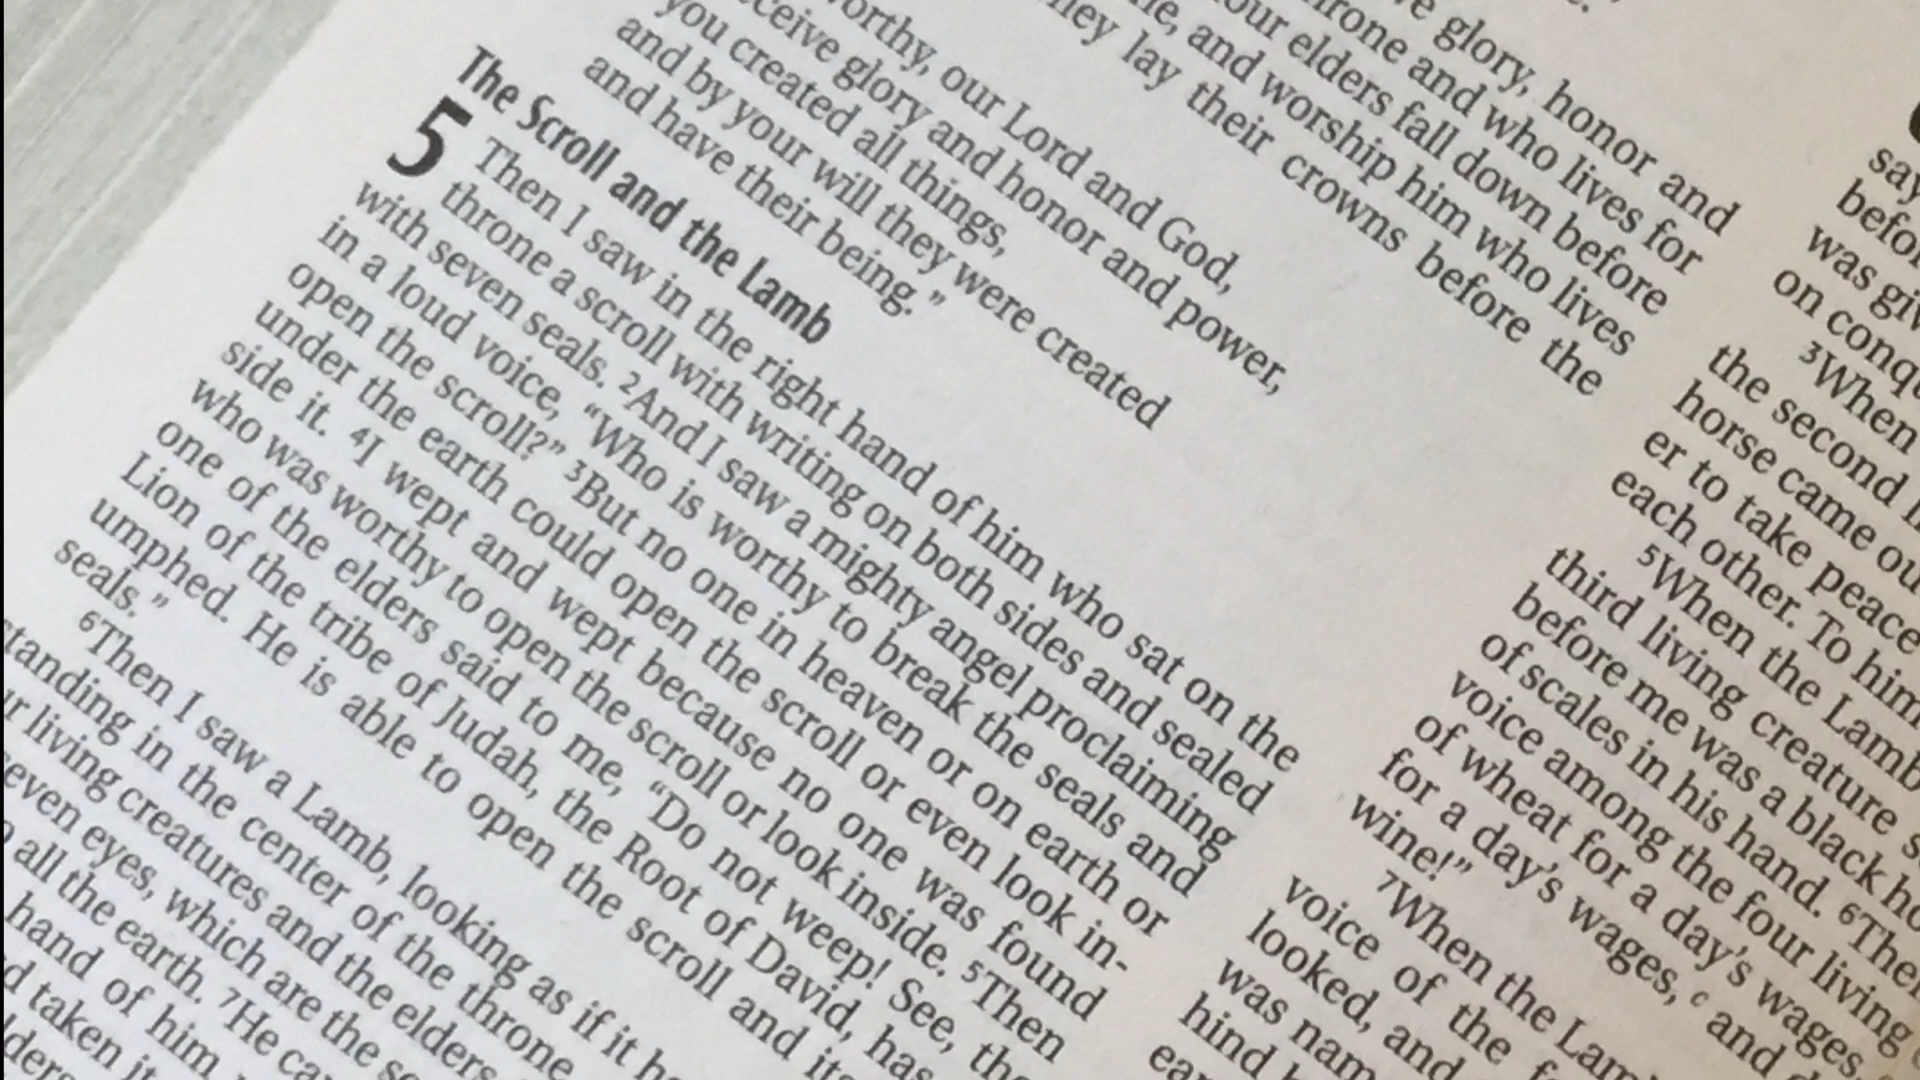 e glory, honor and
throne and who lives for
our elders fall down before
and worship him who lives
They lay their crowns before the
worthy, our Lord and God,
receive glory and honor and power,
you created all things,
and by your will they were created
and have their being.”
The Scroll and the Lamb
5 Then I saw in the right hand of him who sat on the
throne a scroll with writing on both sides and sealed
with seven seals. 2And I saw a mighty angel proclaiming
in a loud voice, “Who is worthy to break the seals and
open the scroll?” 3But no one in heaven or on earth or
under the earth could open the scroll or even look in-
side it. 4I wept and wept because no one was found
who was worthy to open the scroll or look inside. 5Then
one of the elders said to me, “Do not weep! See, the
Lion of the tribe of Judah, the Root of David, has
umphed. He is able to open the scroll and its
seals.”
6Then I saw a Lamb, looking as if it
standing in the center of the throne
ur living creatures and the elders
seven eyes, which are the
all the earth. 7He
hand of him
d taken it
say
before
was giv
on conqu
3When
the second
horse came ou
er to take peace
each other. To him
5When the Lamb
third living creature
before me was a black ho
of scales in his hand. 6The
voice among the four living
of wheat for a day’s wages,
for a day’s wages,c and
wine!”
7When the Lamb
voice of the
looked, and
was nam
hind